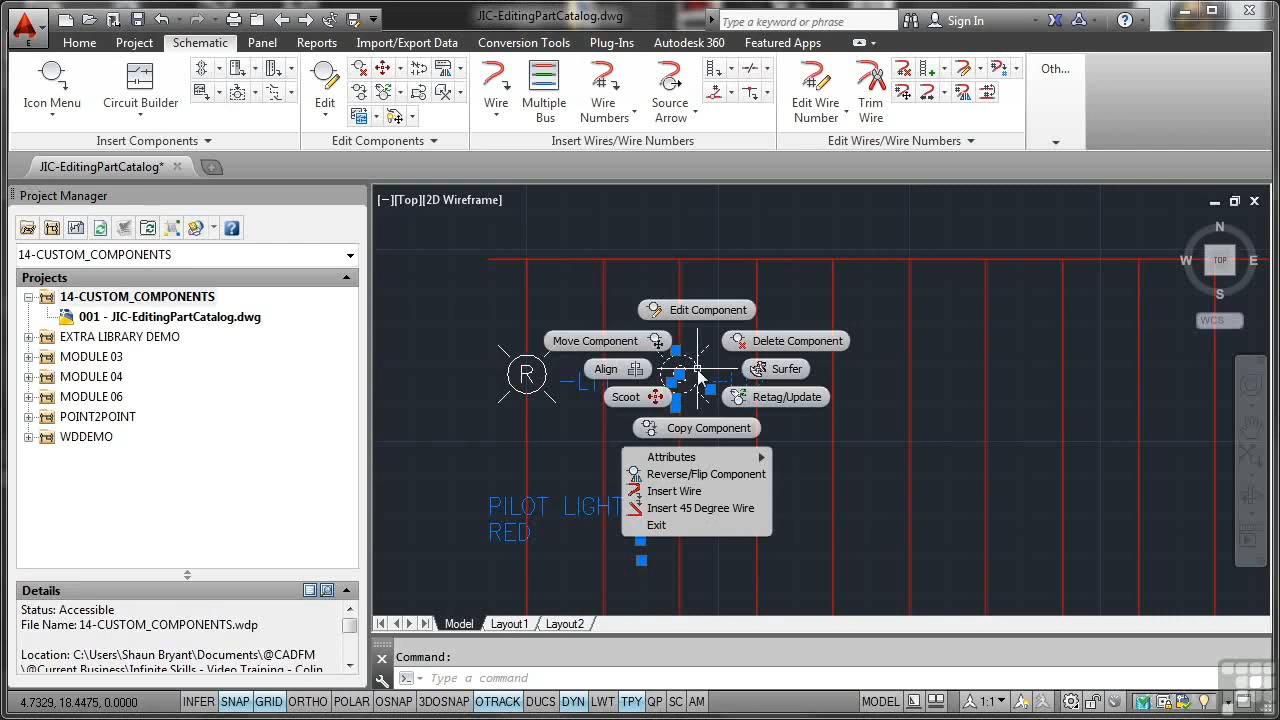 JIC-EditingPartCatalog.dwg
Type a keyword or phrase
Sign In
E
Home Project Schematic Panel Reports Import/Export Data Conversion Tools Plug-Ins Autodesk 360 Featured Apps
Icon Menu
Circuit Builder
Edit
Wire
Multiple Bus
Wire Numbers
Source Arrow
Edit Wire Number
Trim Wire
Oth...
Insert Components
Edit Components
Insert Wires/Wire Numbers
Edit Wires/Wire Numbers
JIC-EditingPartCatalog*
Project Manager
14-CUSTOM_COMPONENTS
Projects
14-CUSTOM_COMPONENTS
001 - JIC-EditingPartCatalog.dwg
EXTRA LIBRARY DEMO
MODULE 03
MODULE 04
MODULE 06
POINT2POINT
WDDEMO
Details
Status: Accessible
File Name: 14-CUSTOM_COMPONENTS.wdp
Location: C:\Users\Shaun Bryant\Documents\@CADFM
\@Current Business\Infinite Skills - Video Training - Colin
[−][Top][2D Wireframe]
N
W TOP E
S
WCS
Edit Component
Move Component
Delete Component
Align
Surfer
Scoot
Retag/Update
Copy Component
R
Attributes
Reverse/Flip Component
Insert Wire
Insert 45 Degree Wire
Exit
PILOT LIGHT
RED
Model Layout1 Layout2
Command:
Type a command
4.7329, 18.4475, 0.0000
INFER SNAP GRID ORTHO POLAR OSNAP 3DOSNAP OTRACK DUCS DYN LWT TPY QP SC AM
MODEL
1:1